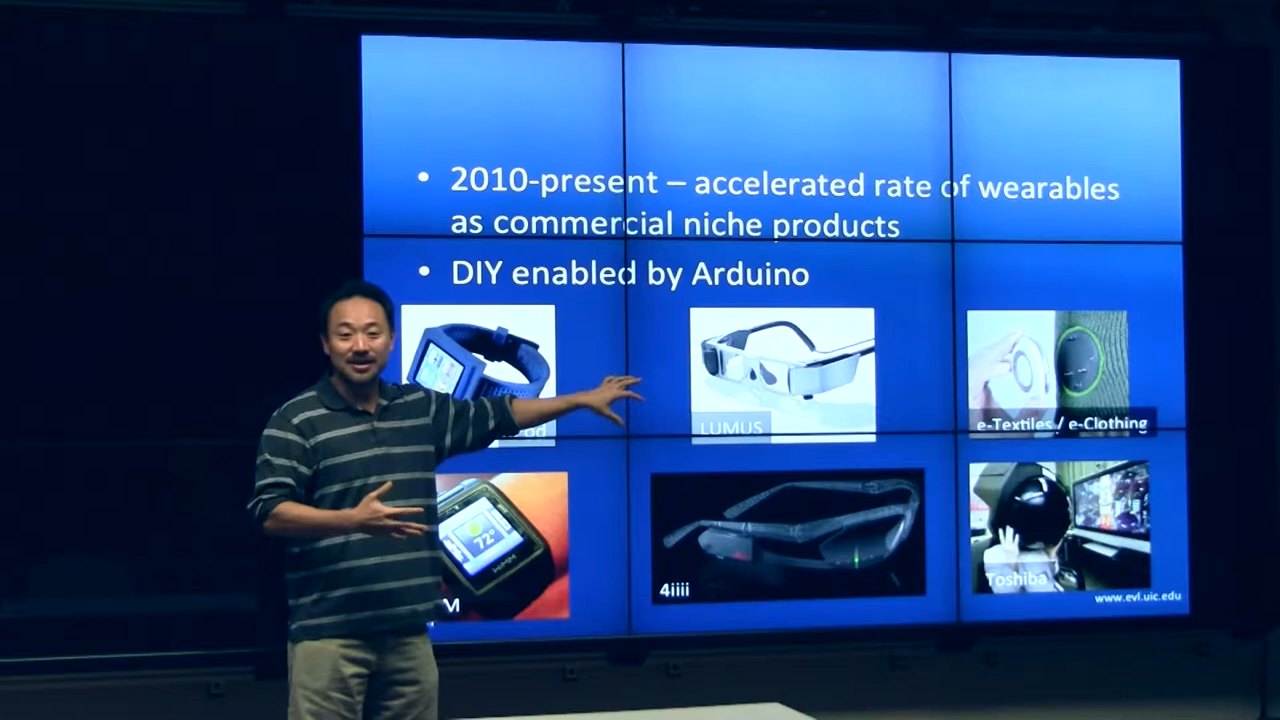 • 2010-present – accelerated rate of wearables
as commercial niche products
• DIY enabled by Arduino
LUMUS
e-Textiles / e-Clothing
72°
WIMM
M
4iiii
Toshiba
www.evl.uic.edu